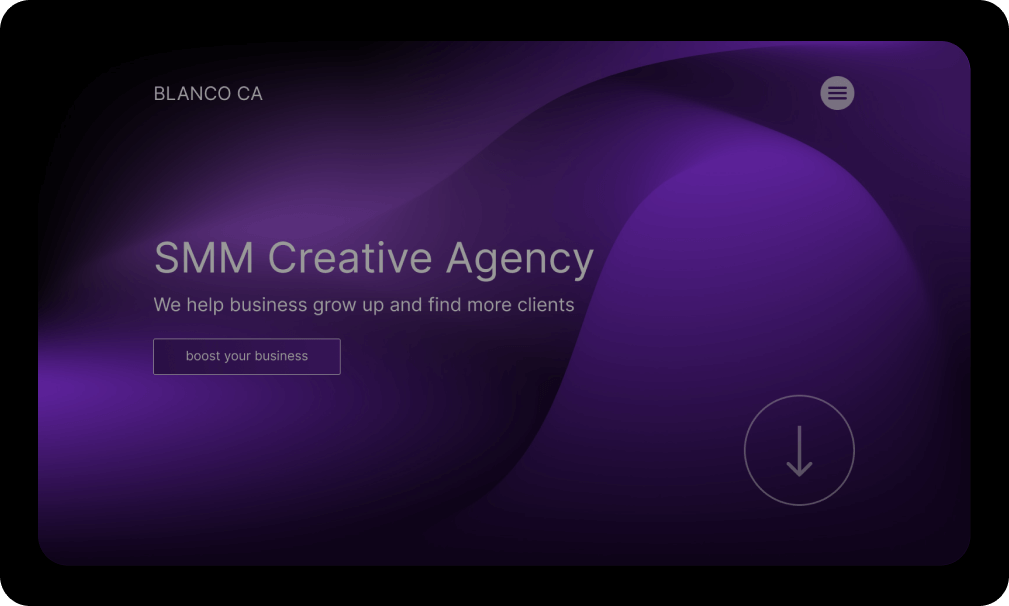 BLANCO CA
SMM Creative Agency
We help business grow up and find more clients
boost your business